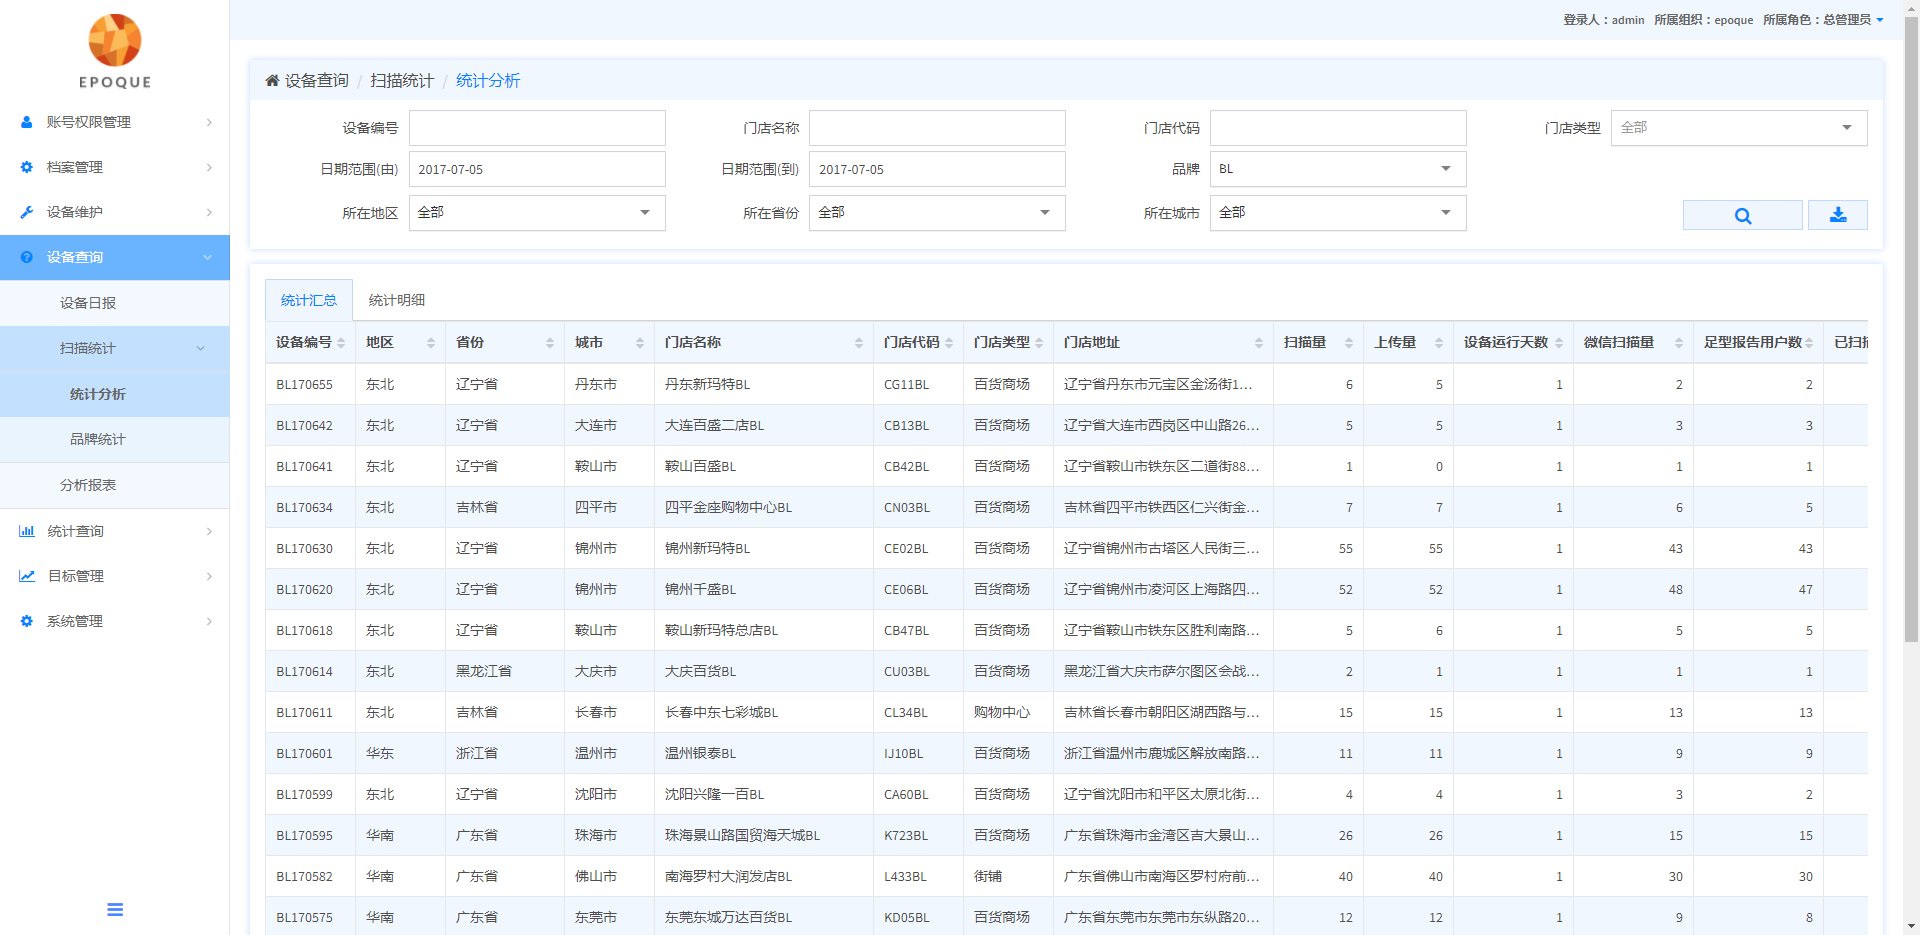 EPOQUE
登录人：admin 所属组织：epoque 所属角色：总管理员
账号权限管理
档案管理
设备维护
设备查询
设备日报
扫描统计
统计分析
品牌统计
分析报表
统计查询
目标管理
系统管理
设备查询 / 扫描统计 / 统计分析
设备编号 门店名称 门店代码 门店类型 全部
日期范围(由) 2017-07-05 日期范围(到) 2017-07-05 品牌 BL
所在地区 全部 所在省份 全部 所在城市 全部
统计汇总 统计明细
设备编号 地区 省份 城市 门店名称 门店代码 门店类型 门店地址 扫描量 上传量 设备运行天数 微信扫描量 足型报告用户数 已扫描
BL170655 东北 辽宁省 丹东市 丹东新玛特BL CG11BL 百货商场 辽宁省丹东市元宝区金汤街1... 6 5 1 2 2
BL170642 东北 辽宁省 大连市 大连百盛二店BL CB13BL 百货商场 辽宁省大连市西岗区中山路26... 5 5 1 3 3
BL170641 东北 辽宁省 鞍山市 鞍山百盛BL CB42BL 百货商场 辽宁省鞍山市铁东区二道街88... 1 0 1 1 1
BL170634 东北 吉林省 四平市 四平金座购物中心BL CN03BL 百货商场 吉林省四平市铁西区仁兴街金... 7 7 1 6 5
BL170630 东北 辽宁省 锦州市 锦州新玛特BL CE02BL 百货商场 辽宁省锦州市古塔区人民街三... 55 55 1 43 43
BL170620 东北 辽宁省 锦州市 锦州千盛BL CE06BL 百货商场 辽宁省锦州市凌河区上海路四... 52 52 1 48 47
BL170618 东北 辽宁省 鞍山市 鞍山新玛特总店BL CB47BL 百货商场 辽宁省鞍山市铁东区胜利南路... 5 6 1 5 5
BL170614 东北 黑龙江省 大庆市 大庆百货BL CU03BL 百货商场 黑龙江省大庆市萨尔图区会战... 2 1 1 1 1
BL170611 东北 吉林省 长春市 长春中东七彩城BL CL34BL 购物中心 吉林省长春市朝阳区湖西路与... 15 15 1 13 13
BL170601 华东 浙江省 温州市 温州银泰BL IJ10BL 百货商场 浙江省温州市鹿城区解放南路... 11 11 1 9 9
BL170599 东北 辽宁省 沈阳市 沈阳兴隆一百BL CA60BL 百货商场 辽宁省沈阳市和平区太原北街... 4 4 1 3 2
BL170595 华南 广东省 珠海市 珠海景山路国贸海天城BL K723BL 百货商场 广东省珠海市金湾区吉大景山... 26 26 1 15 15
BL170582 华南 广东省 佛山市 南海罗村大润发店BL L433BL 街铺 广东省佛山市南海区罗村府前... 40 40 1 30 30
BL170575 华南 广东省 东莞市 东莞东城万达百货BL KD05BL 百货商场 广东省东莞市东莞市东纵路20... 12 12 1 9 8